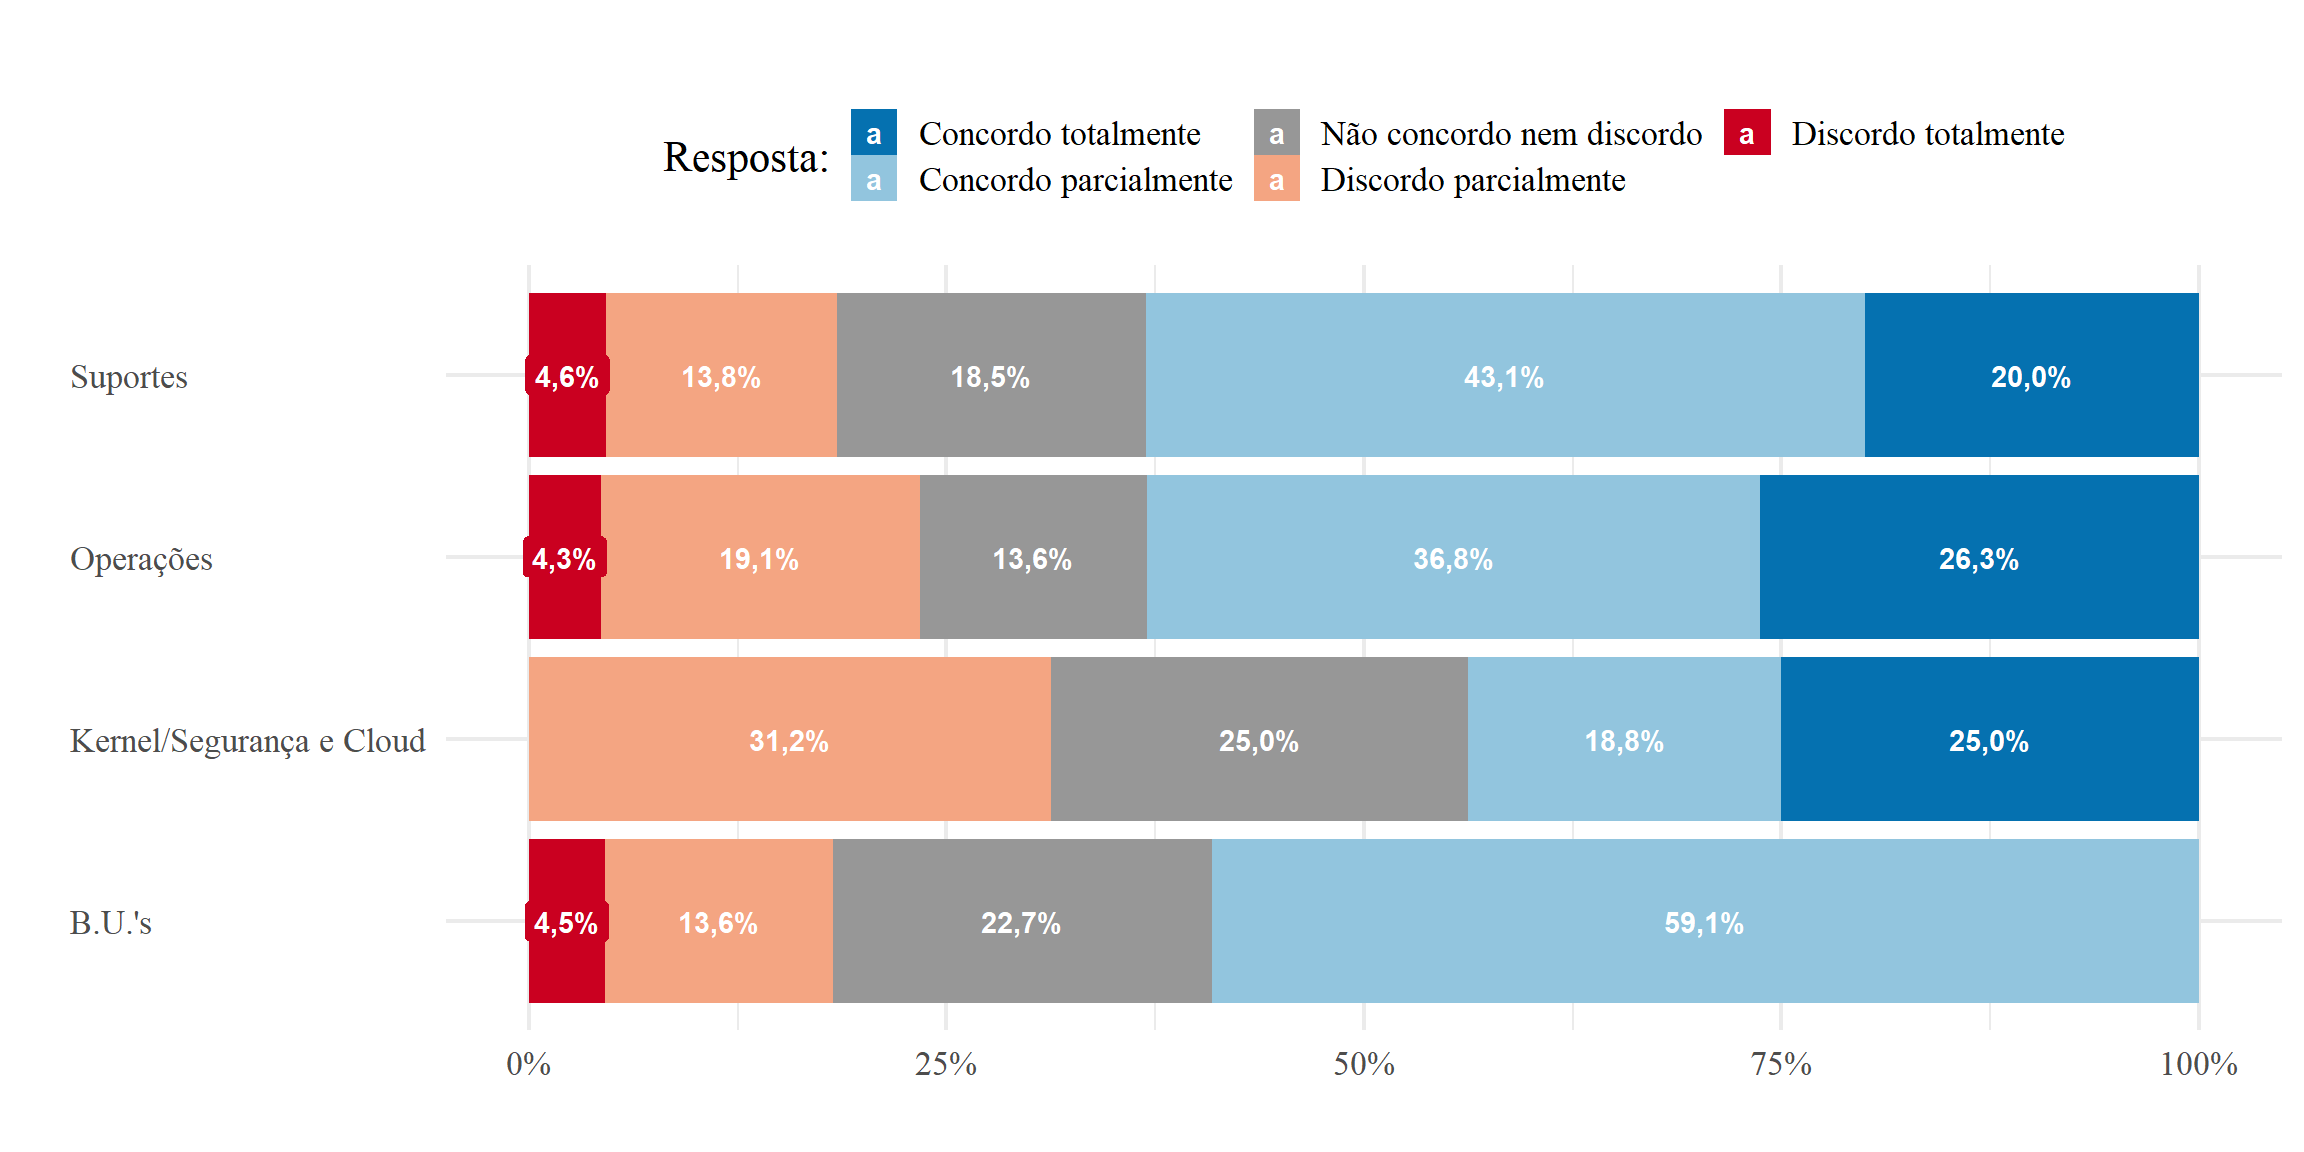 Resposta:
a Concordo totalmente
a Concordo parcialmente
a Não concordo nem discordo
a Discordo parcialmente
a Discordo totalmente
Suportes
4,6% 13,8% 18,5% 43,1% 20,0%
Operações
4,3% 19,1% 13,6% 36,8% 26,3%
Kernel/Segurança e Cloud
31,2% 25,0% 18,8% 25,0%
B.U.'s
4,5% 13,6% 22,7% 59,1%
0% 25% 50% 75% 100%